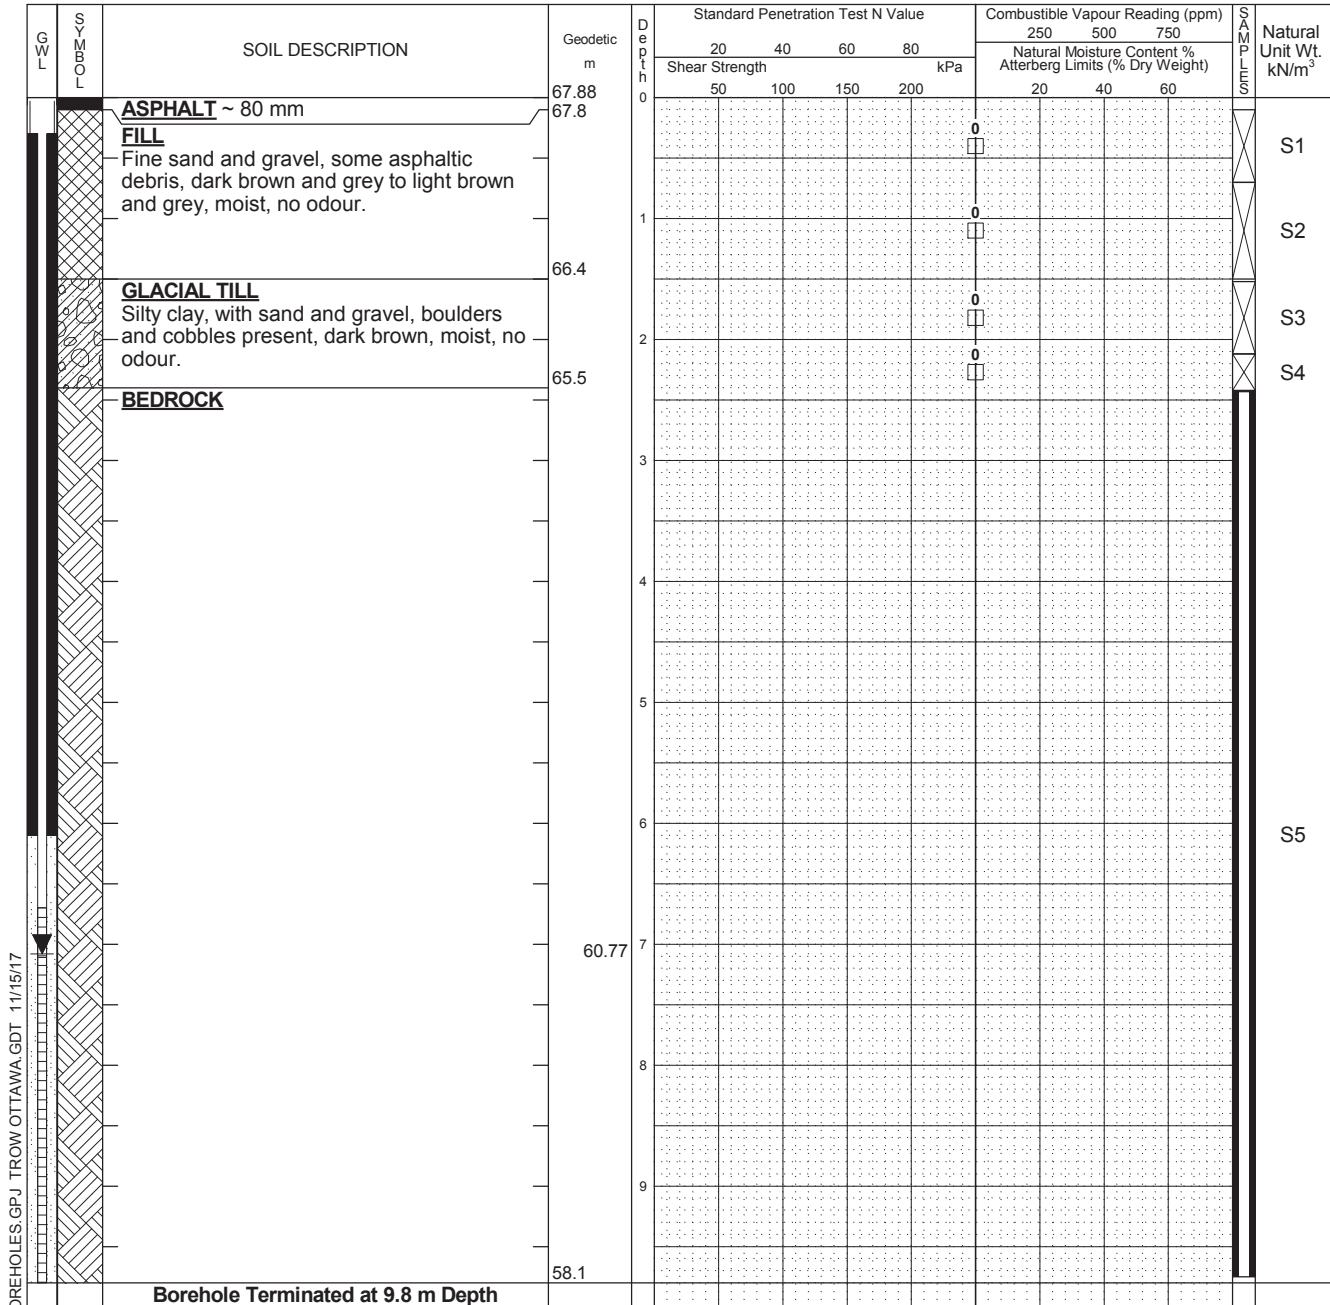 GWL
SYMBOL
SOIL DESCRIPTION
Geodetic
m
Depth
Standard Penetration Test N Value
20 40 60 80
Shear Strength kPa
50 100 150 200
Combustible Vapour Reading (ppm)
250 500 750
Natural Moisture Content %
Atterberg Limits (% Dry Weight)
20 40 60
SAMPLES
Natural
Unit Wt.
kN/m³
67.88
0
ASPHALT ~ 80 mm
67.8
FILL
Fine sand and gravel, some asphaltic
debris, dark brown and grey to light brown
and grey, moist, no odour.
0
S1
1
0
S2
66.4
GLACIAL TILL
Silty clay, with sand and gravel, boulders
and cobbles present, dark brown, moist, no
odour.
0
S3
2
0
S4
65.5
BEDROCK
3
4
5
6
S5
7
60.77
8
9
58.1
Borehole Terminated at 9.8 m Depth
OREHOLES.GPJ TROW OTTAWA.GDT 11/15/17